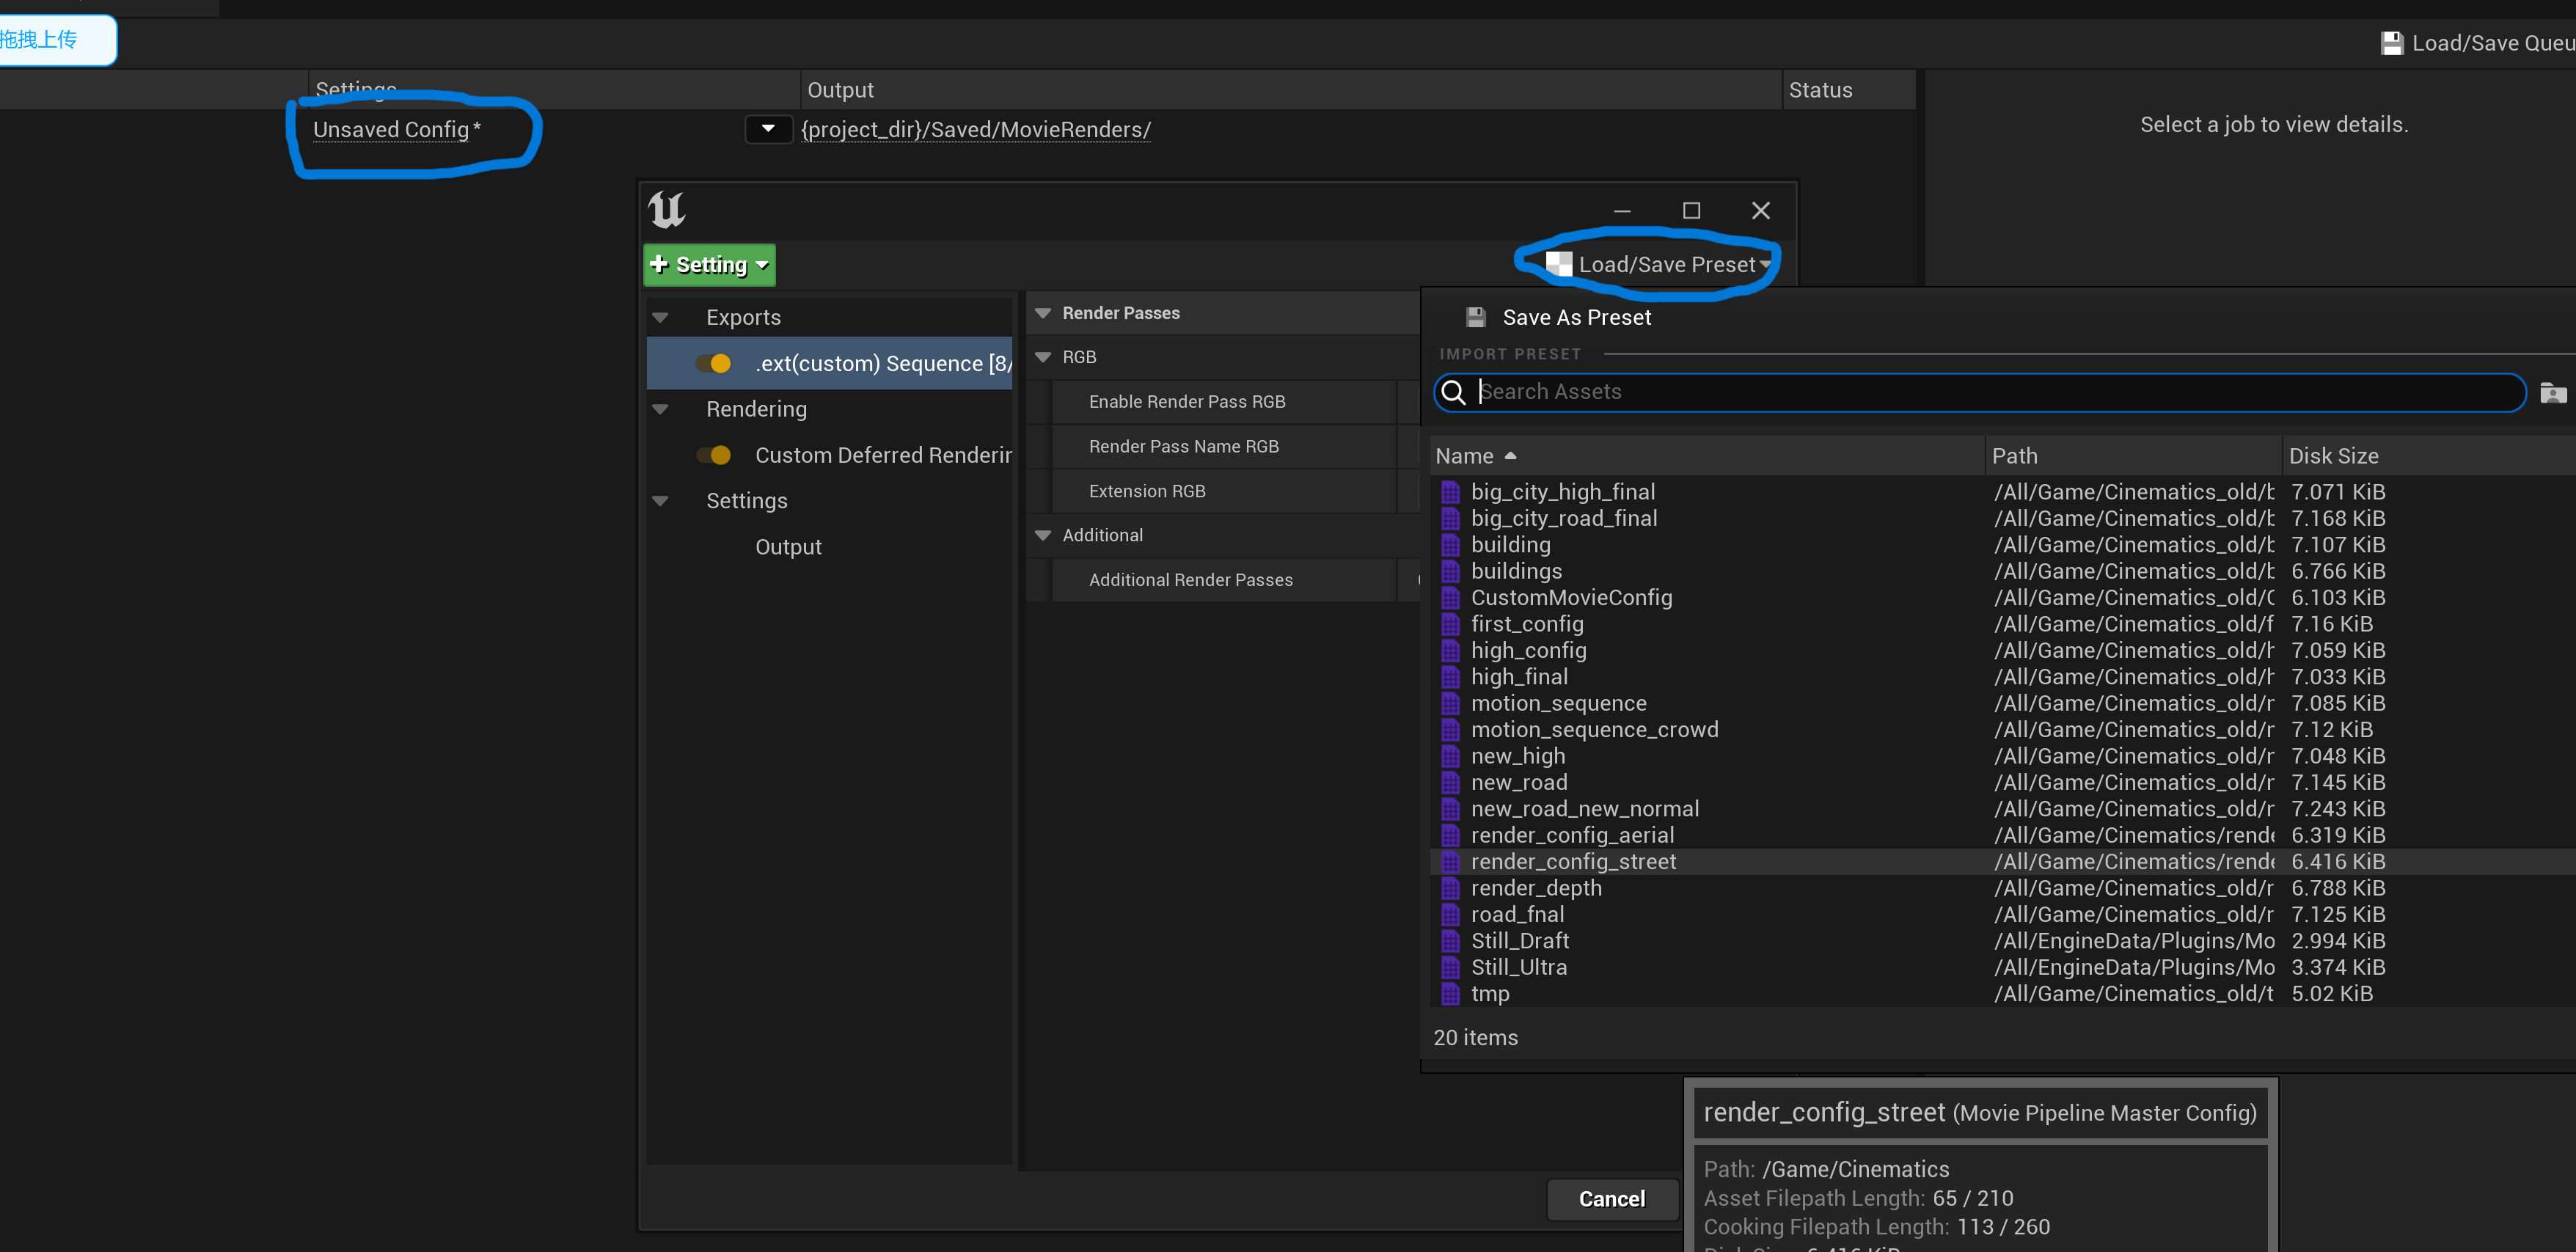 拖拽上传
Load/Save Queu
Settings
Output
Status
Unsaved Config *
{project_dir}/Saved/MovieRenders/
Select a job to view details.
+ Setting
Load/Save Preset
Exports
.ext(custom) Sequence [8/
Rendering
Custom Deferred Renderin
Settings
Output
Render Passes
RGB
Enable Render Pass RGB
Render Pass Name RGB
Extension RGB
Additional
Additional Render Passes
Save As Preset
IMPORT PRESET
Search Assets
Name Path Disk Size
big_city_high_final /All/Game/Cinematics_old/b 7.071 KiB
big_city_road_final /All/Game/Cinematics_old/b 7.168 KiB
building /All/Game/Cinematics_old/b 7.107 KiB
buildings /All/Game/Cinematics_old/b 6.766 KiB
CustomMovieConfig /All/Game/Cinematics_old/C 6.103 KiB
first_config /All/Game/Cinematics_old/f 7.16 KiB
high_config /All/Game/Cinematics_old/h 7.059 KiB
high_final /All/Game/Cinematics_old/h 7.033 KiB
motion_sequence /All/Game/Cinematics_old/r 7.085 KiB
motion_sequence_crowd /All/Game/Cinematics_old/r 7.12 KiB
new_high /All/Game/Cinematics_old/r 7.048 KiB
new_road /All/Game/Cinematics_old/r 7.145 KiB
new_road_new_normal /All/Game/Cinematics_old/r 7.243 KiB
render_config_aerial /All/Game/Cinematics/rende 6.319 KiB
render_config_street /All/Game/Cinematics/rende 6.416 KiB
render_depth /All/Game/Cinematics_old/r 6.788 KiB
road_fnal /All/Game/Cinematics_old/r 7.125 KiB
Still_Draft /All/EngineData/Plugins/Mo 2.994 KiB
Still_Ultra /All/EngineData/Plugins/Mo 3.374 KiB
tmp /All/Game/Cinematics_old/t 5.02 KiB
20 items
Cancel
render_config_street (Movie Pipeline Master Config)
Path: /Game/Cinematics
Asset Filepath Length: 65 / 210
Cooking Filepath Length: 113 / 260